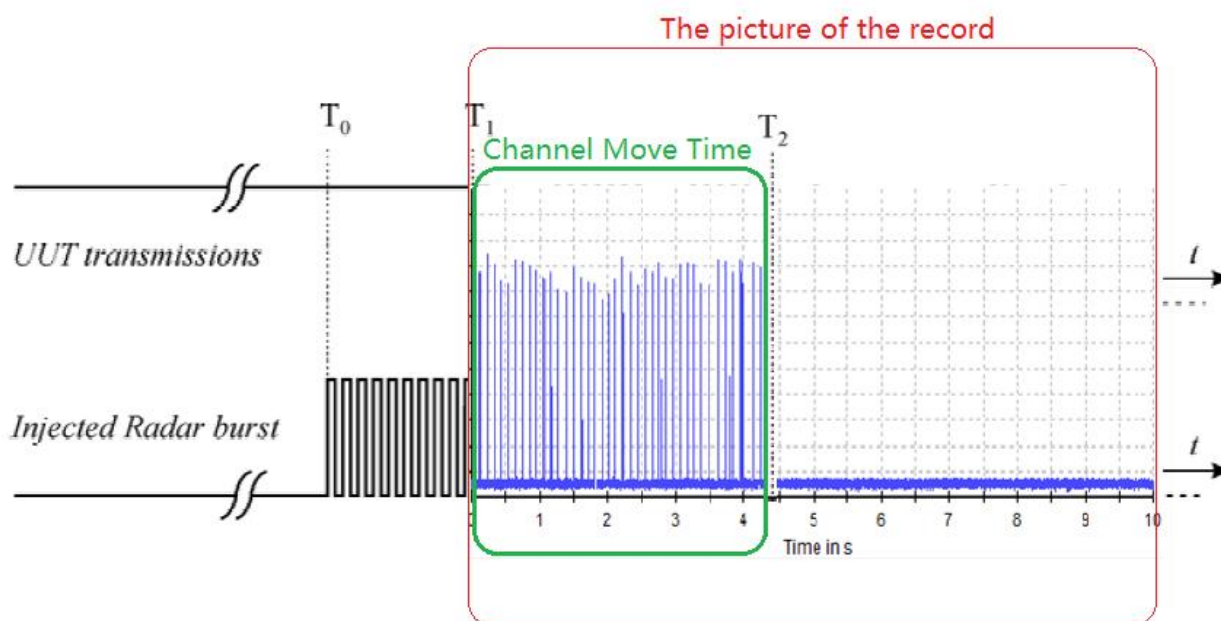 The picture of the record
T₀
T₁
T₂
Channel Move Time
UUT transmissions
t
Injected Radar burst
t
1 2 3 4 5 6 7 8 9 10
Time in s